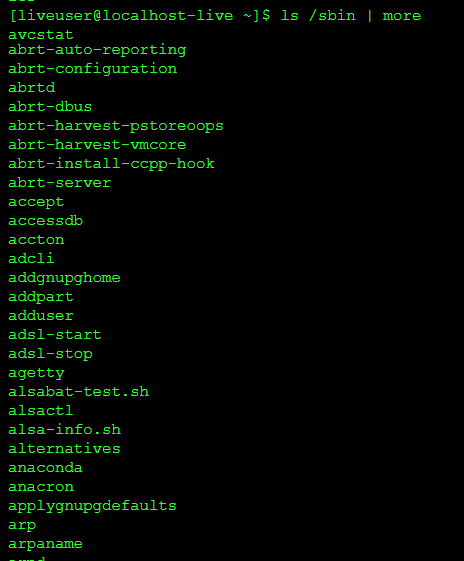 [liveuser@localhost-live ~]$ ls /sbin | more
avcstat
abrt-auto-reporting
abrt-configuration
abrtd
abrt-dbus
abrt-harvest-pstoreoops
abrt-harvest-vmcore
abrt-install-ccpp-hook
abrt-server
accept
accessdb
accton
adcli
addgnupghome
addpart
adduser
adsl-start
adsl-stop
agetty
alsabat-test.sh
alsactl
alsa-info.sh
alternatives
anaconda
anacron
applygnupgdefaults
arp
arpaname